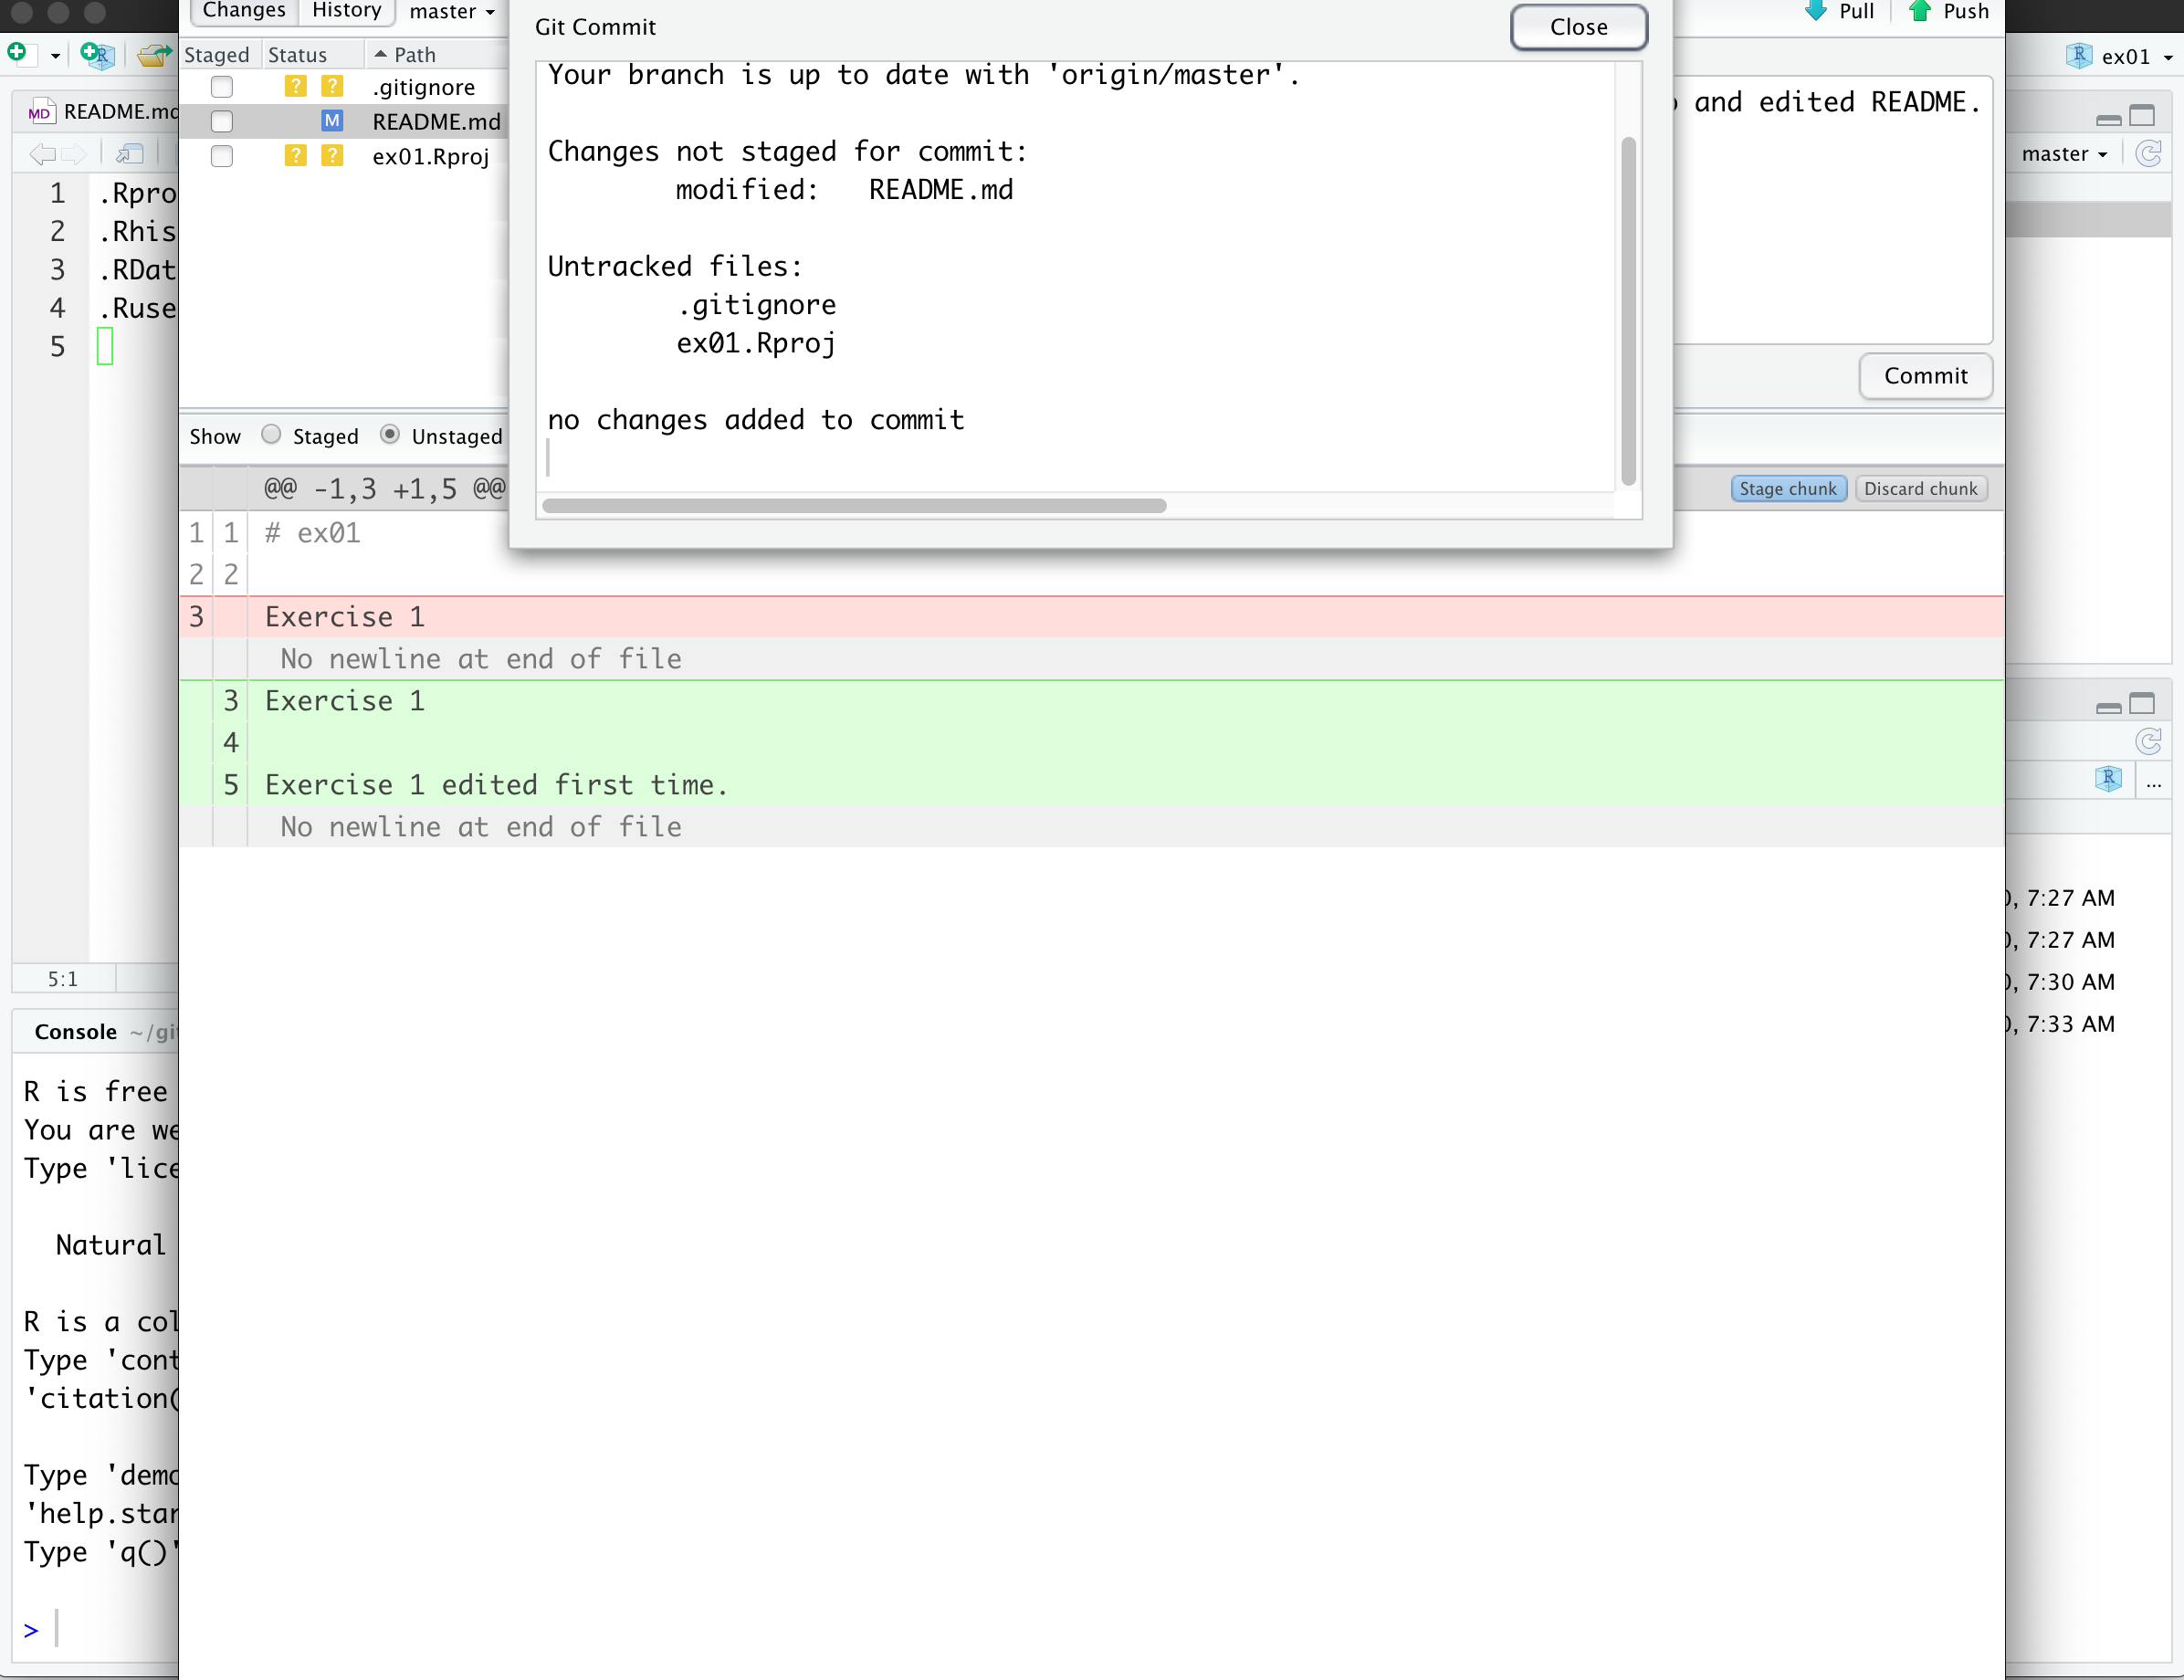 Changes History master
Git Commit
Close
Pull Push
Staged Status Path
ex01
? ? .gitignore
M README.md
? ? ex01.Rproj
Your branch is up to date with 'origin/master'.
Changes not staged for commit:
modified: README.md
Untracked files:
.gitignore
ex01.Rproj
no changes added to commit
and edited README.
Commit
master
MD README.md
1 .Rpro
2 .Rhis
3 .RDat
4 .Ruse
5
Show Staged Unstaged
@@ -1,3 +1,5 @@
Stage chunk Discard chunk
1 1 # ex01
2 2
3 Exercise 1
No newline at end of file
3 Exercise 1
4
5 Exercise 1 edited first time.
No newline at end of file
...
, 7:27 AM
, 7:27 AM
, 7:30 AM
, 7:33 AM
5:1
Console ~/gi
R is free
You are we
Type 'lice
Natural
R is a col
Type 'cont
'citation(
Type 'demo
'help.star
Type 'q()'
>